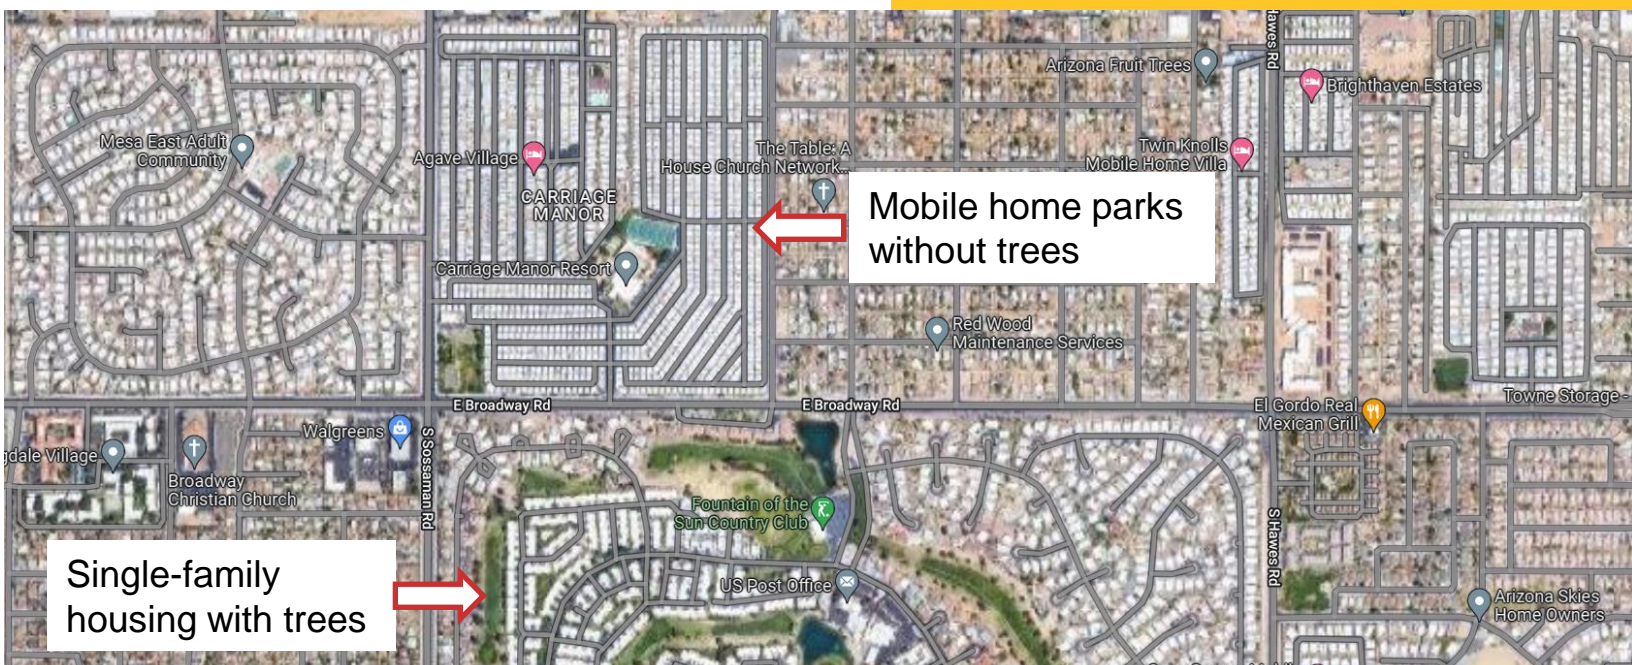 Hawes Rd
Arizona Fruit Trees
Brighthaven Estates
Mesa East Adult
Community
Agave Village
The Table: A
House Church Network...
Twin Knolls
Mobile Home Villa
CARRIAGE
MANOR
Mobile home parks
without trees
Carriage Manor Resort
Red Wood
Maintenance Services
E Broadway Rd
E Broadway Rd
Towne Storage -
El Gordo Real
Mexican Grill
Walgreens
S Sossaman Rd
gdale Village
Broadway
Christian Church
Fountain of the
Sun Country Club
S Hawes Rd
Single-family
housing with trees
US Post Office
Arizona Skies
Home Owners